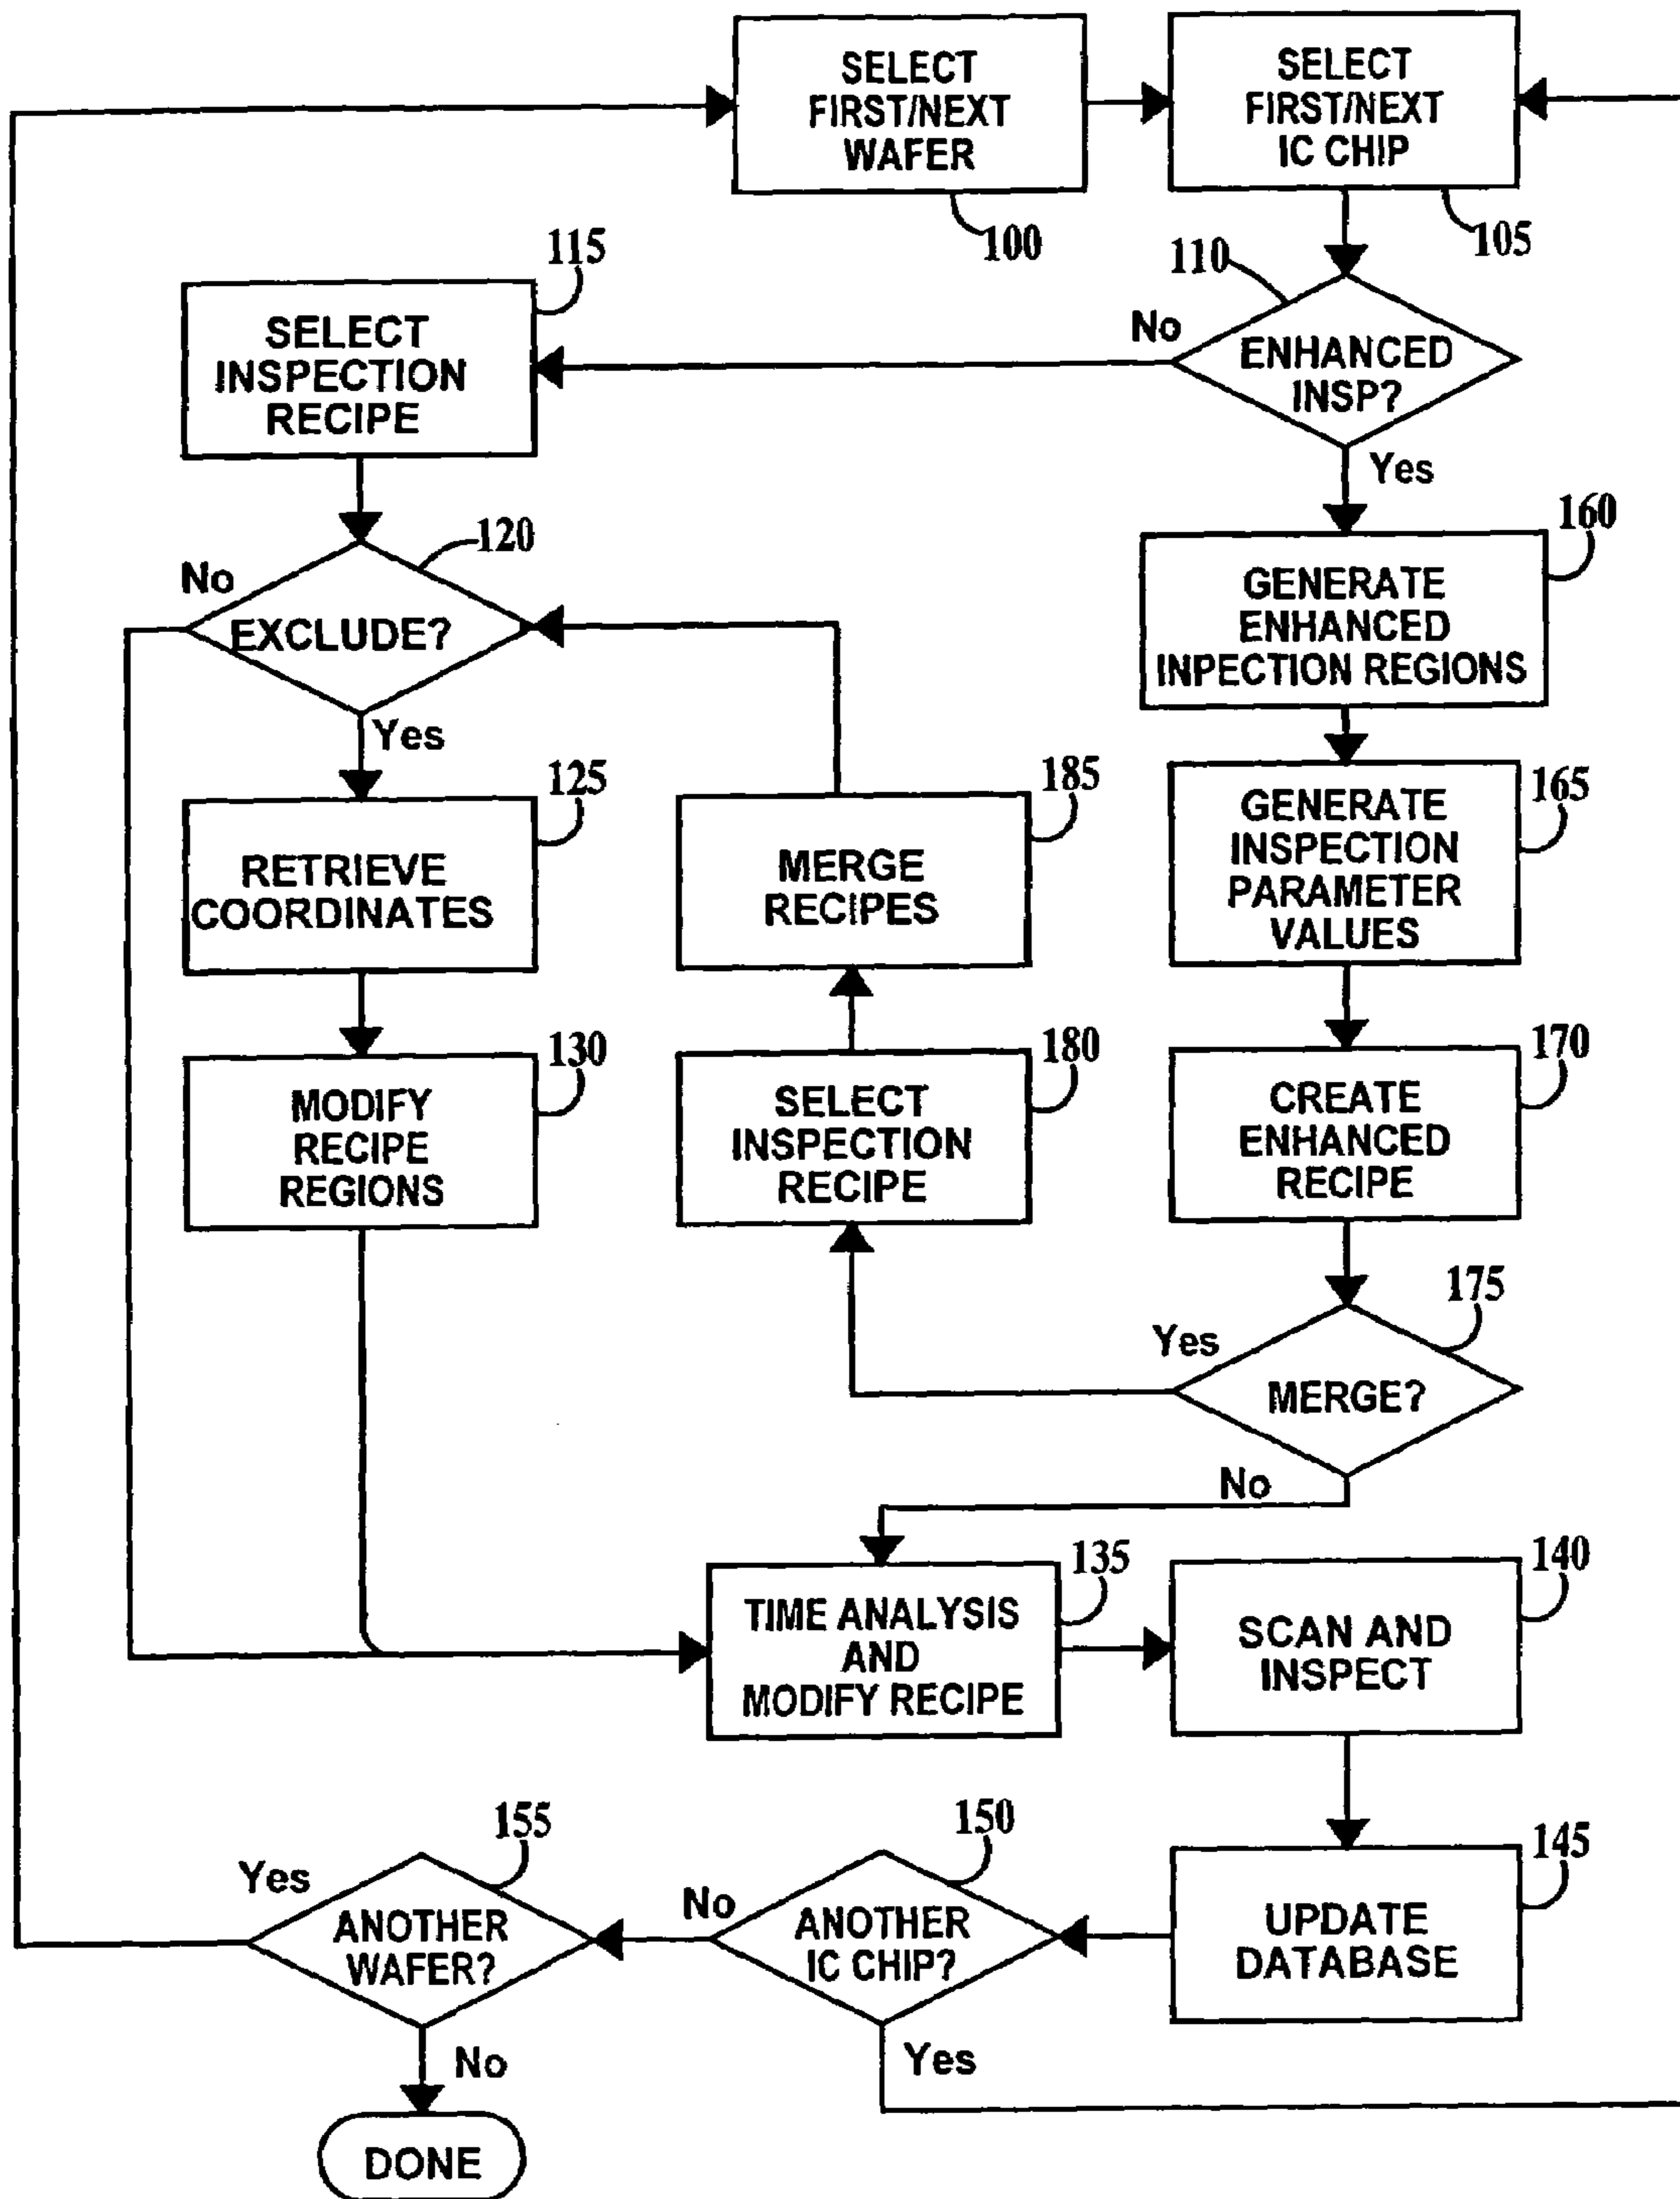 SELECT
FIRST/NEXT
WAFER
100
SELECT
FIRST/NEXT
IC CHIP
105
110
No
ENHANCED
INSP?
Yes
115
SELECT
INSPECTION
RECIPE
120
No
EXCLUDE?
Yes
160
GENERATE
ENHANCED
INPECTION REGIONS
125
RETRIEVE
COORDINATES
185
MERGE
RECIPES
165
GENERATE
INSPECTION
PARAMETER
VALUES
130
MODIFY
RECIPE
REGIONS
180
SELECT
INSPECTION
RECIPE
170
CREATE
ENHANCED
RECIPE
175
Yes
MERGE?
No
135
TIME ANALYSIS
AND
MODIFY RECIPE
140
SCAN AND
INSPECT
155
Yes
ANOTHER
WAFER?
No
150
No
ANOTHER
IC CHIP?
Yes
145
UPDATE
DATABASE
DONE